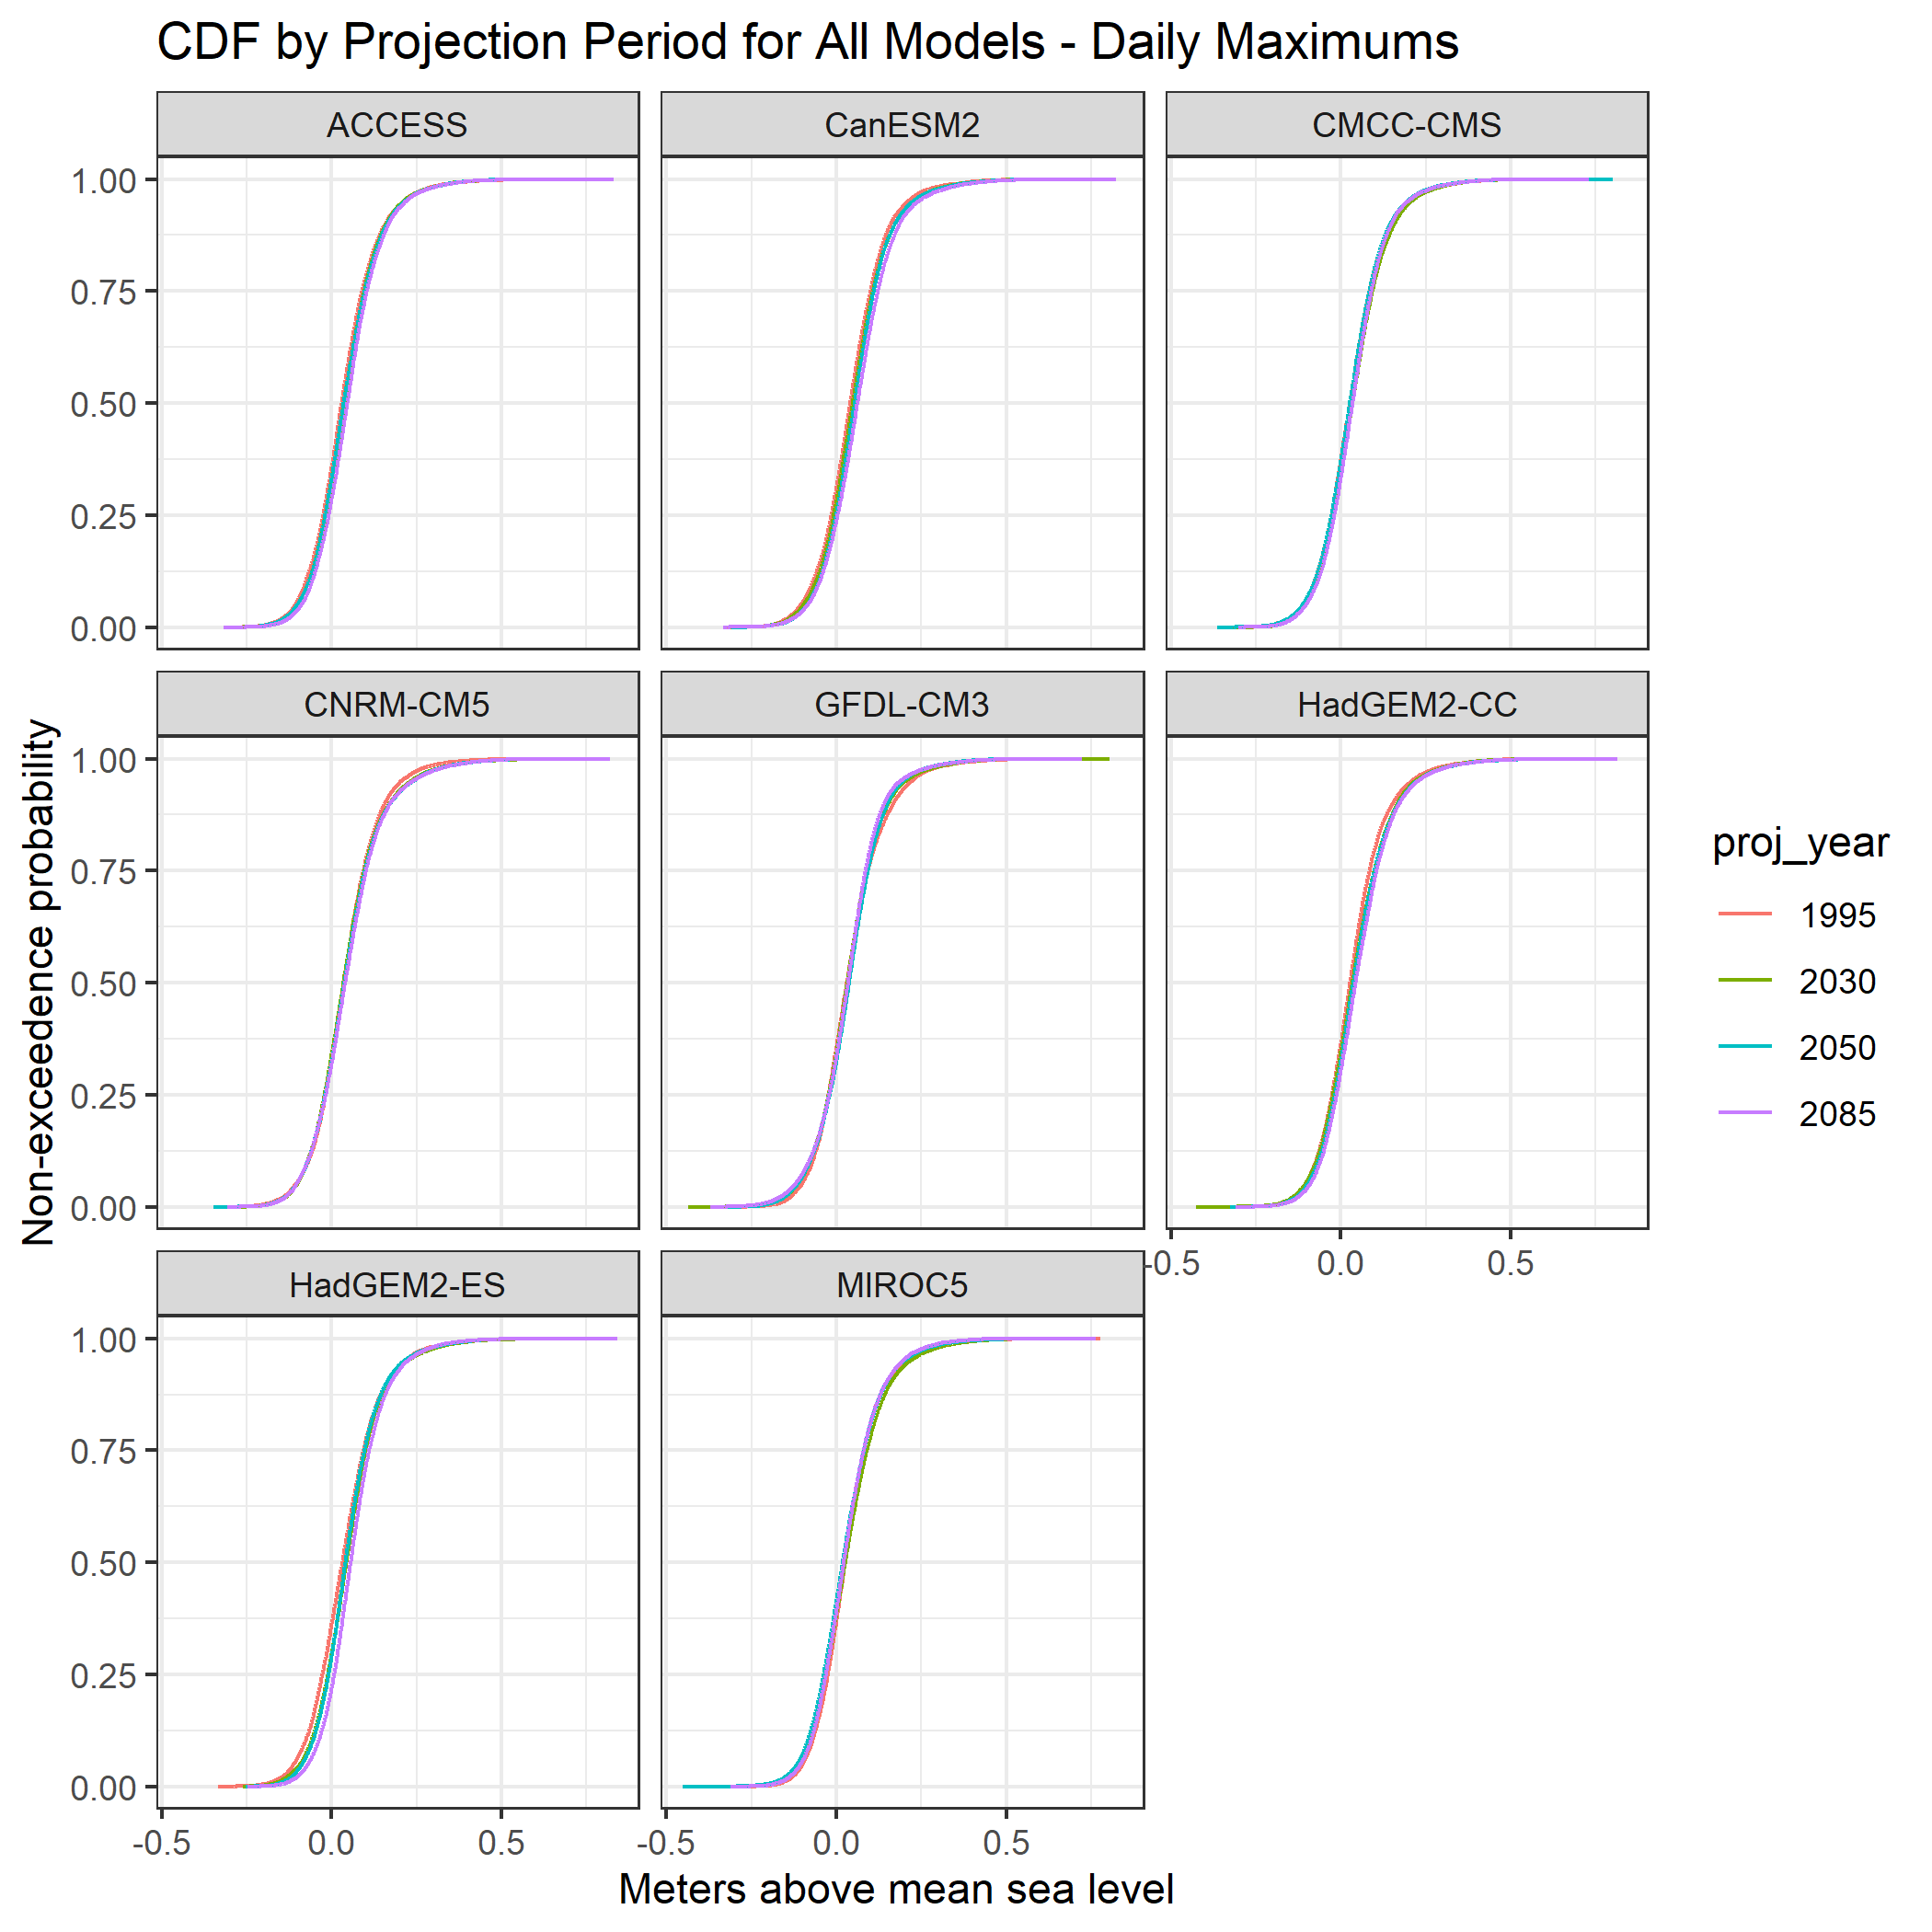 CDF by Projection Period for All Models - Daily Maximums
ACCESS
CanESM2
CMCC-CMS
1.00
0.75
0.50
0.25
0.00
CNRM-CM5
GFDL-CM3
HadGEM2-CC
1.00
0.75
0.50
0.25
0.00
-0.5 0.0 0.5
HadGEM2-ES
MIROC5
1.00
0.75
0.50
0.25
0.00
-0.5 0.0 0.5
-0.5 0.0 0.5
Meters above mean sea level
Non-exceedence probability
proj_year
1995
2030
2050
2085